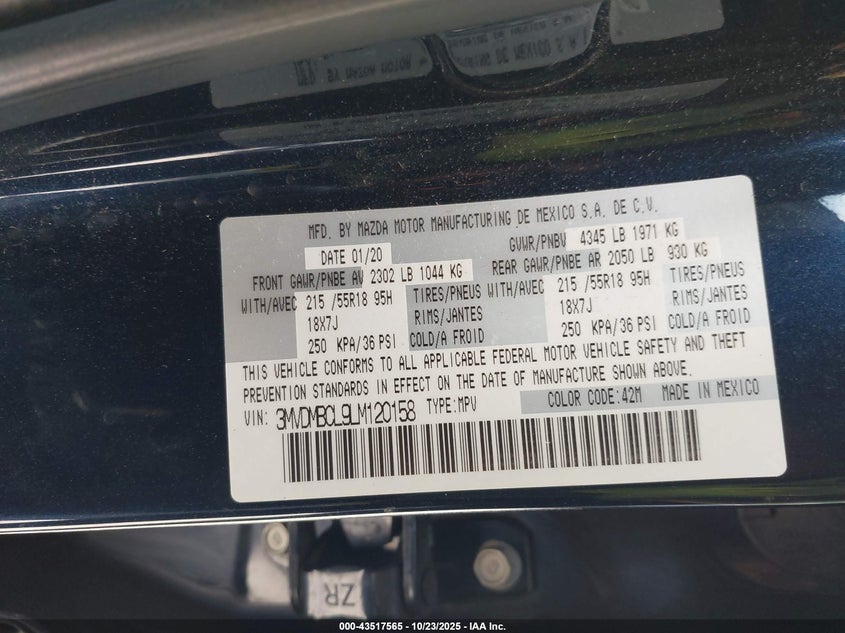 MFD. BY MAZDA MOTOR MANUFACTURING DE MEXICO S.A. DE C.V.
DATE 01/20 GVWR/PNBV 4345 LB 1971 KG
FRONT GAWR/PNBE AV 2302 LB 1044 KG REAR GAWR/PNBE AR 2050 LB 930 KG
WITH/AVEC 215 /55R18 95H TIRES/PNEUS WITH/AVEC 215 /55R18 95H TIRES/PNEUS
18X7J RIMS/JANTES 18X7J RIMS/JANTES
250 KPA/36 PSI COLD/A FROID 250 KPA/36 PSI COLD/A FROID
THIS VEHICLE CONFORMS TO ALL APPLICABLE FEDERAL MOTOR VEHICLE SAFETY AND THEFT
PREVENTION STANDARDS IN EFFECT ON THE DATE OF MANUFACTURE SHOWN ABOVE.
COLOR CODE:42M MADE IN MEXICO
VIN: 3MVDMBCL9LM120158 TYPE:MPV
ZR
000-43517565 - 10/23/2025 - IAA Inc.